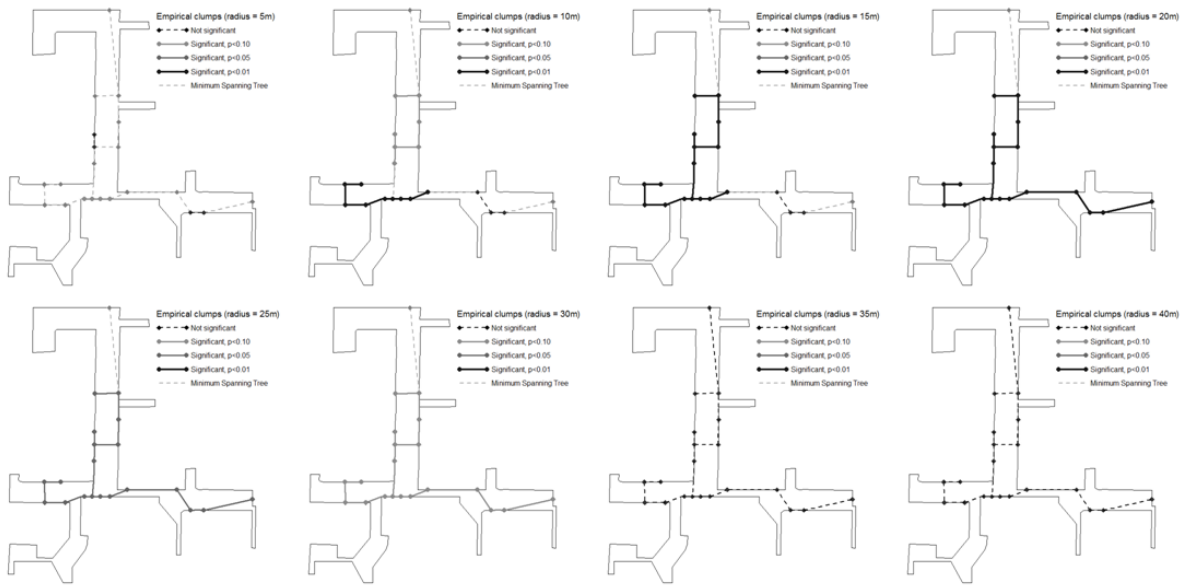 Empirical clumps (radius = 5m)
Not significant
Significant, p<0.10
Significant, p<0.05
Significant, p<0.01
Minimum Spanning Tree
Empirical clumps (radius = 10m)
Not significant
Significant, p<0.10
Significant, p<0.05
Significant, p<0.01
Minimum Spanning Tree
Empirical clumps (radius = 15m)
Not significant
Significant, p<0.10
Significant, p<0.05
Significant, p<0.01
Minimum Spanning Tree
Empirical clumps (radius = 20m)
Not significant
Significant, p<0.10
Significant, p<0.05
Significant, p<0.01
Minimum Spanning Tree
Empirical clumps (radius = 25m)
Not significant
Significant, p<0.10
Significant, p<0.05
Significant, p<0.01
Minimum Spanning Tree
Empirical clumps (radius = 30m)
Not significant
Significant, p<0.10
Significant, p<0.05
Significant, p<0.01
Minimum Spanning Tree
Empirical clumps (radius = 35m)
Not significant
Significant, p<0.10
Significant, p<0.05
Significant, p<0.01
Minimum Spanning Tree
Empirical clumps (radius = 40m)
Not significant
Significant, p<0.10
Significant, p<0.05
Significant, p<0.01
Minimum Spanning Tree